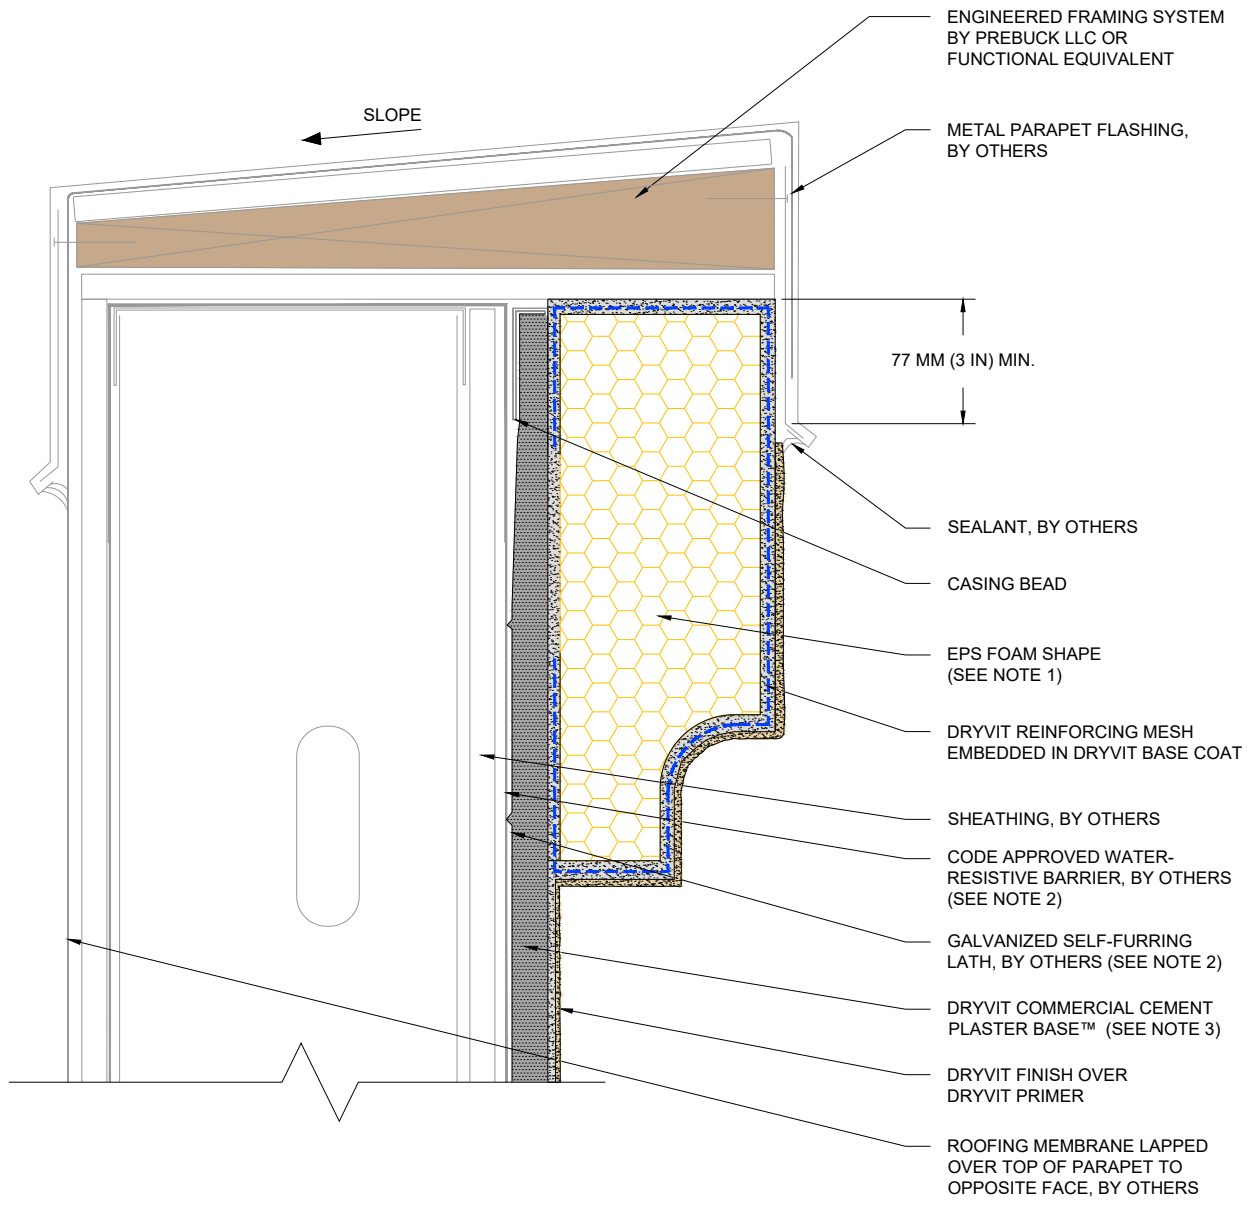 ENGINEERED FRAMING SYSTEM
BY PREBUCK LLC OR
FUNCTIONAL EQUIVALENT
SLOPE
METAL PARAPET FLASHING,
BY OTHERS
77 MM (3 IN) MIN.
SEALANT, BY OTHERS
CASING BEAD
EPS FOAM SHAPE
(SEE NOTE 1)
DRYVIT REINFORCING MESH
EMBEDDED IN DRYVIT BASE COAT
SHEATHING, BY OTHERS
CODE APPROVED WATER-
RESISTIVE BARRIER, BY OTHERS
(SEE NOTE 2)
GALVANIZED SELF-FURRING
LATH, BY OTHERS (SEE NOTE 2)
DRYVIT COMMERCIAL CEMENT
PLASTER BASE™ (SEE NOTE 3)
DRYVIT FINISH OVER
DRYVIT PRIMER
ROOFING MEMBRANE LAPPED
OVER TOP OF PARAPET TO
OPPOSITE FACE, BY OTHERS